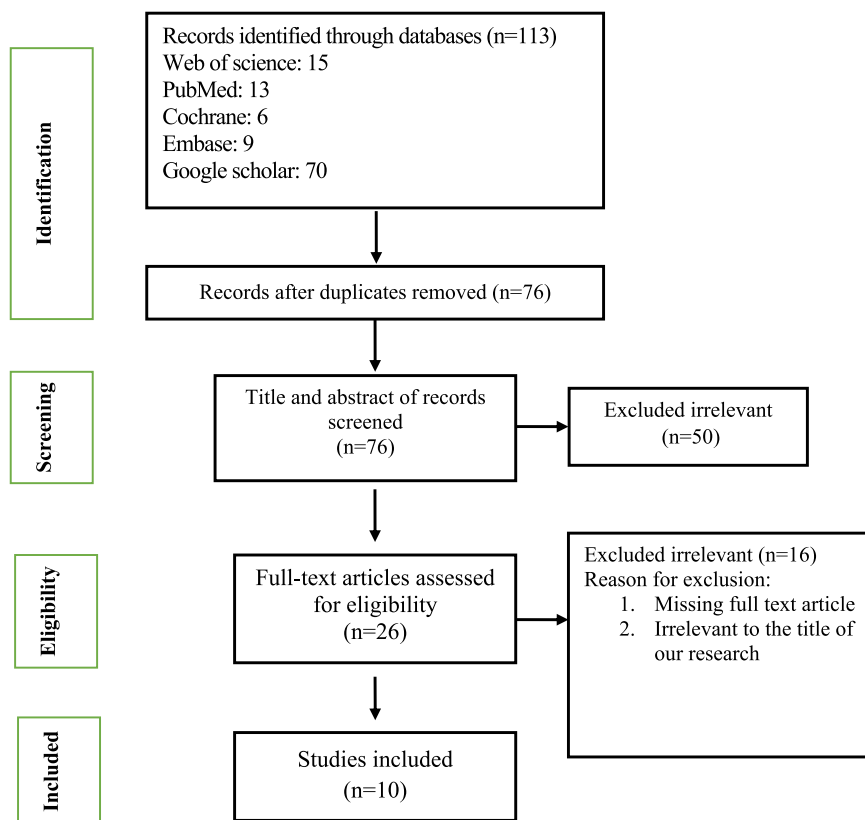 Identification
Records identified through databases (n=113)
Web of science: 15
PubMed: 13
Cochrane: 6
Embase: 9
Google scholar: 70
Records after duplicates removed (n=76)
Screening
Title and abstract of records
screened
(n=76)
Excluded irrelevant
(n=50)
Eligibility
Full-text articles assessed
for eligibility
(n=26)
Excluded irrelevant (n=16)
Reason for exclusion:
1. Missing full text article
2. Irrelevant to the title of
our research
Included
Studies included
(n=10)